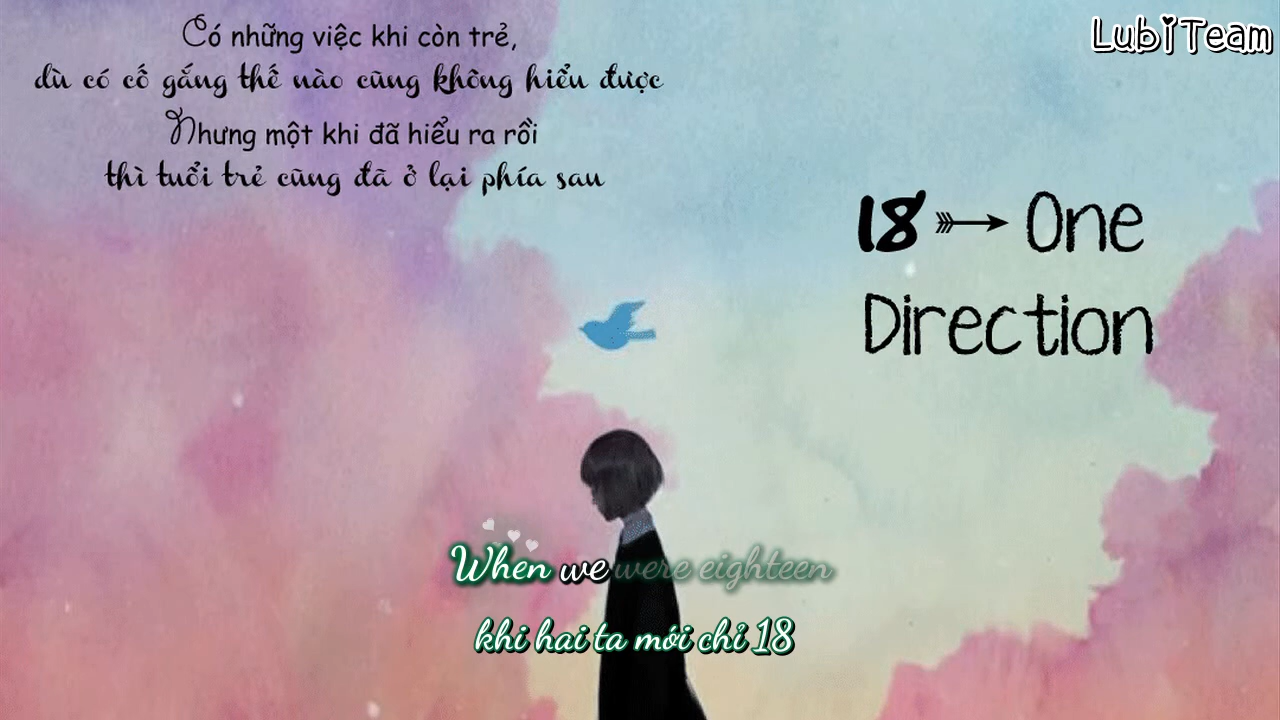 Có những việc khi còn trẻ,
dù có cố gắng thế nào cũng không hiểu được
Nhưng một khi đã hiểu ra rồi
thì tuổi trẻ cũng đã ở lại phía sau
LubiTeam
18 One
Direction
When we were eighteen
khi hai ta mới chỉ 18